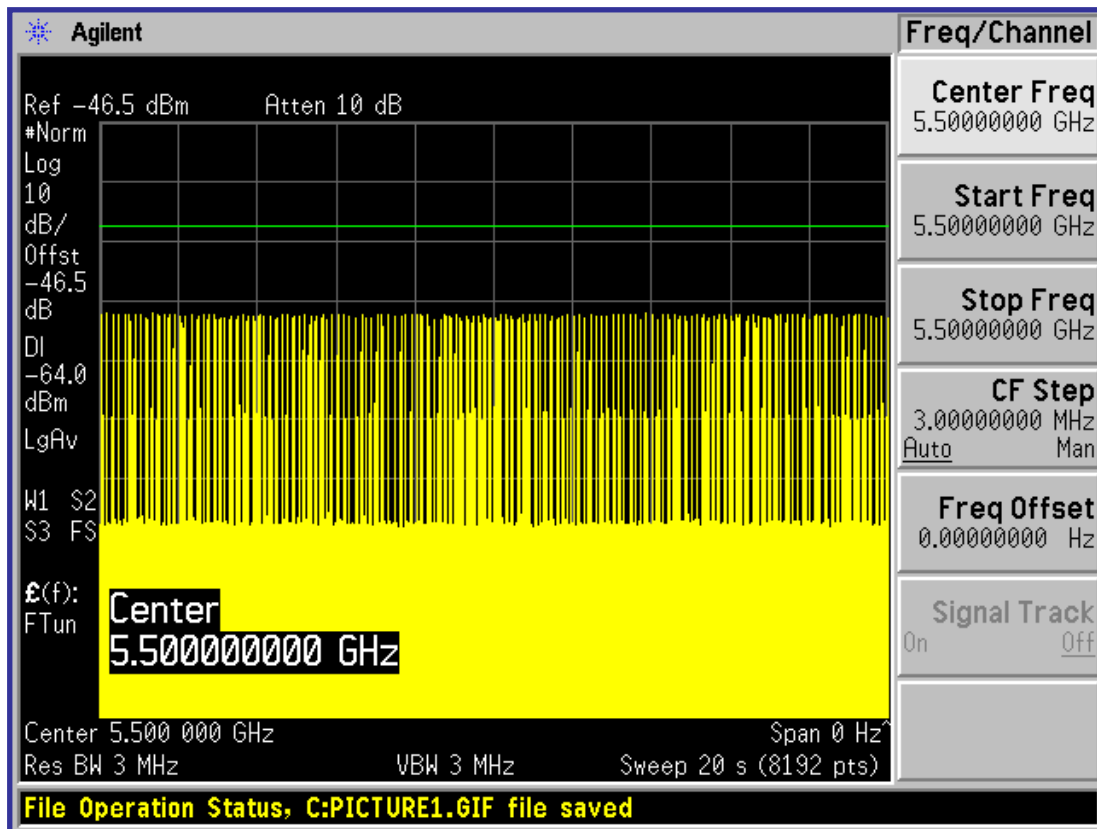 Agilent
Freq/Channel
Ref -46.5 dBm Atten 10 dB
#Norm
Log
10
dB/
Offst
-46.5
dB
DI
-64.0
dBm
LgAv
W1 S2
S3 FS
£(f):
FTun
Center
5.500000000 GHz
Center 5.500 000 GHz Span 0 Hz^
Res BW 3 MHz VBW 3 MHz Sweep 20 s (8192 pts)
File Operation Status, C:PICTURE1.GIF file saved
Center Freq
5.50000000 GHz
Start Freq
5.50000000 GHz
Stop Freq
5.50000000 GHz
CF Step
3.00000000 MHz
Auto Man
Freq Offset
0.00000000 Hz
Signal Track
On Off